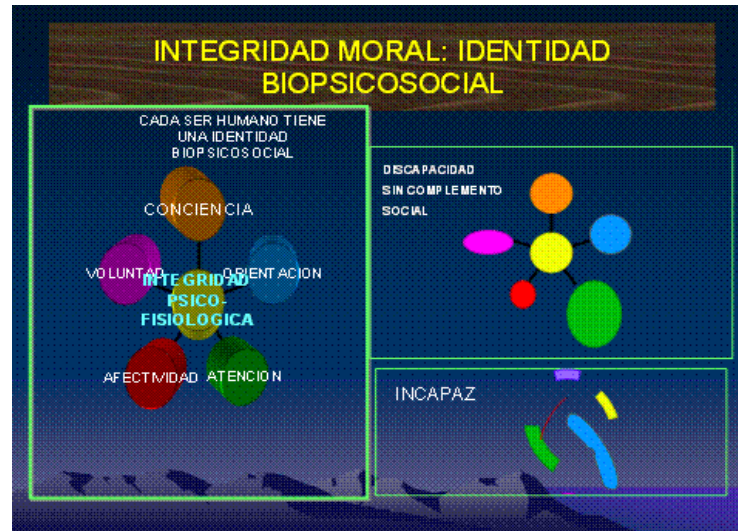 INTEGRIDAD MORAL: IDENTIDAD
BIOPSICOSOCIAL
CADA SER HUMANO TIENE
UNA IDENTIDAD
BIOPSICOSOCIAL
CONCIENCIA
VOLUNTAD
ORIENTACION
INTEGRIDAD
PSICO-
FISIOLOGICA
AFECTIVIDAD
ATENCION
DISCAPACIDAD
SIN COMPLEMENTO
SOCIAL
INCAPAZ